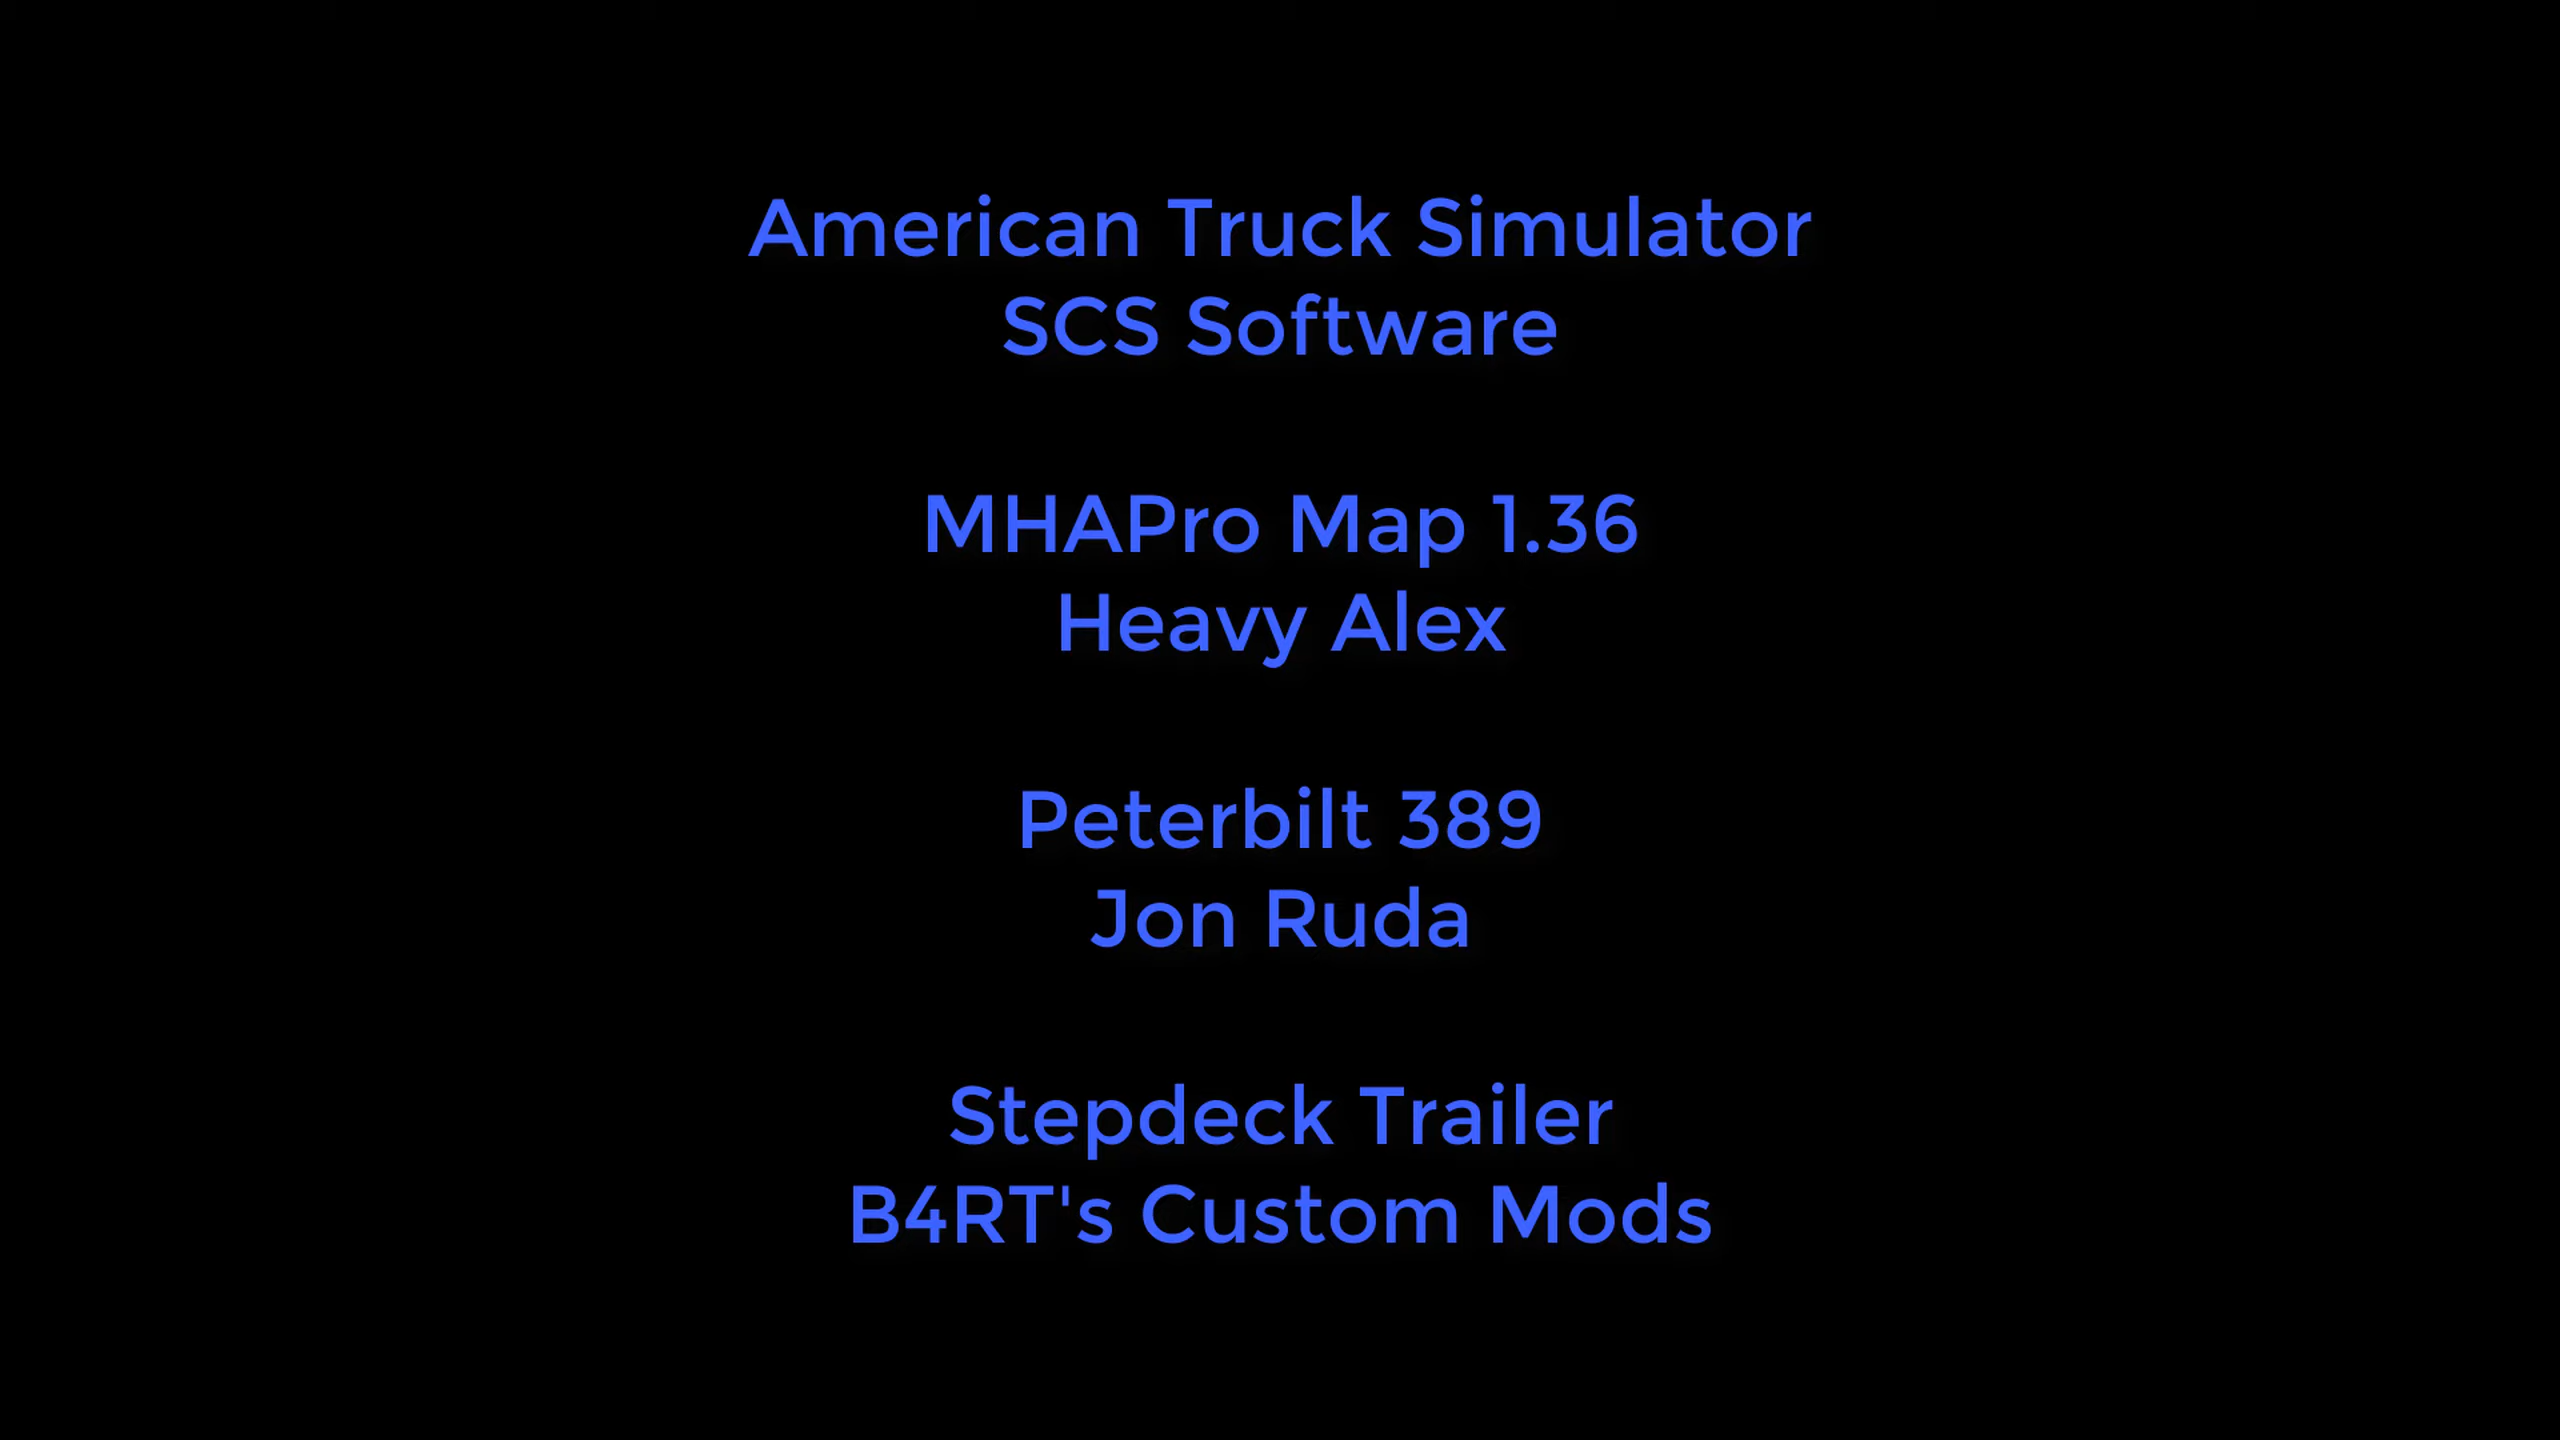 American Truck Simulator
SCS Software
MHAPro Map 1.36
Heavy Alex
Peterbilt 389
Jon Ruda
Stepdeck Trailer
B4RT's Custom Mods